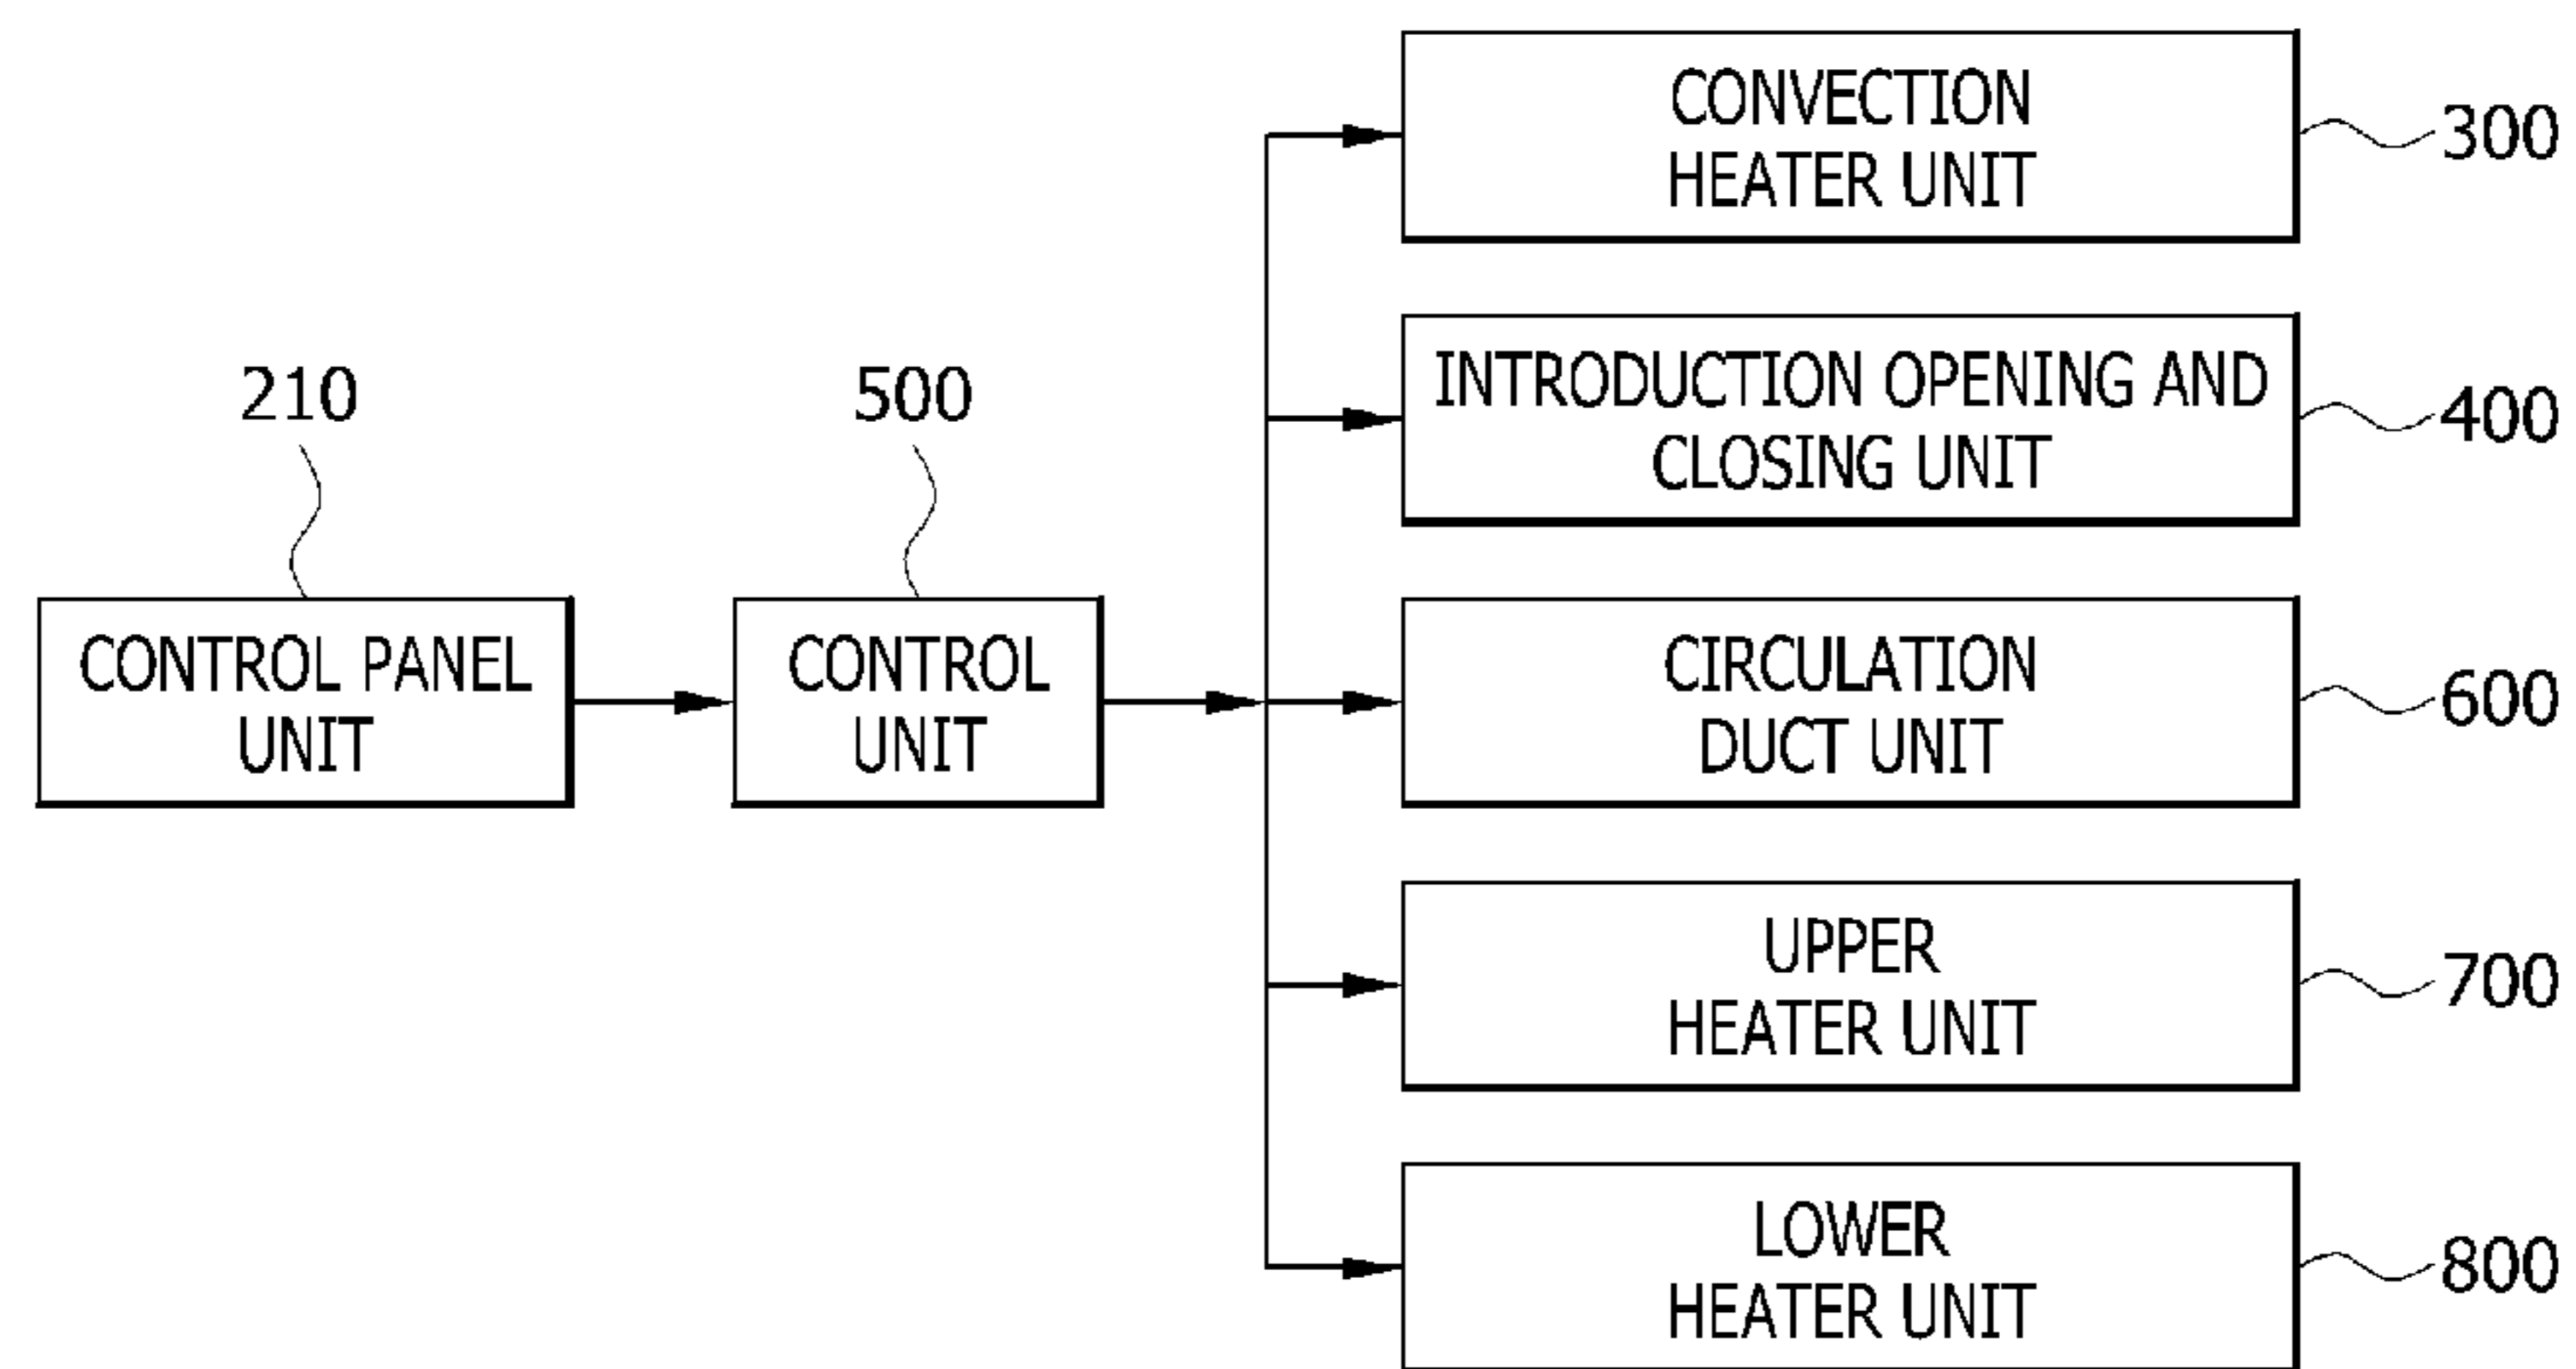 CONVECTION
HEATER UNIT
300
INTRODUCTION OPENING AND
CLOSING UNIT
400
210
500
CONTROL PANEL
UNIT
CONTROL
UNIT
CIRCULATION
DUCT UNIT
600
UPPER
HEATER UNIT
700
LOWER
HEATER UNIT
800